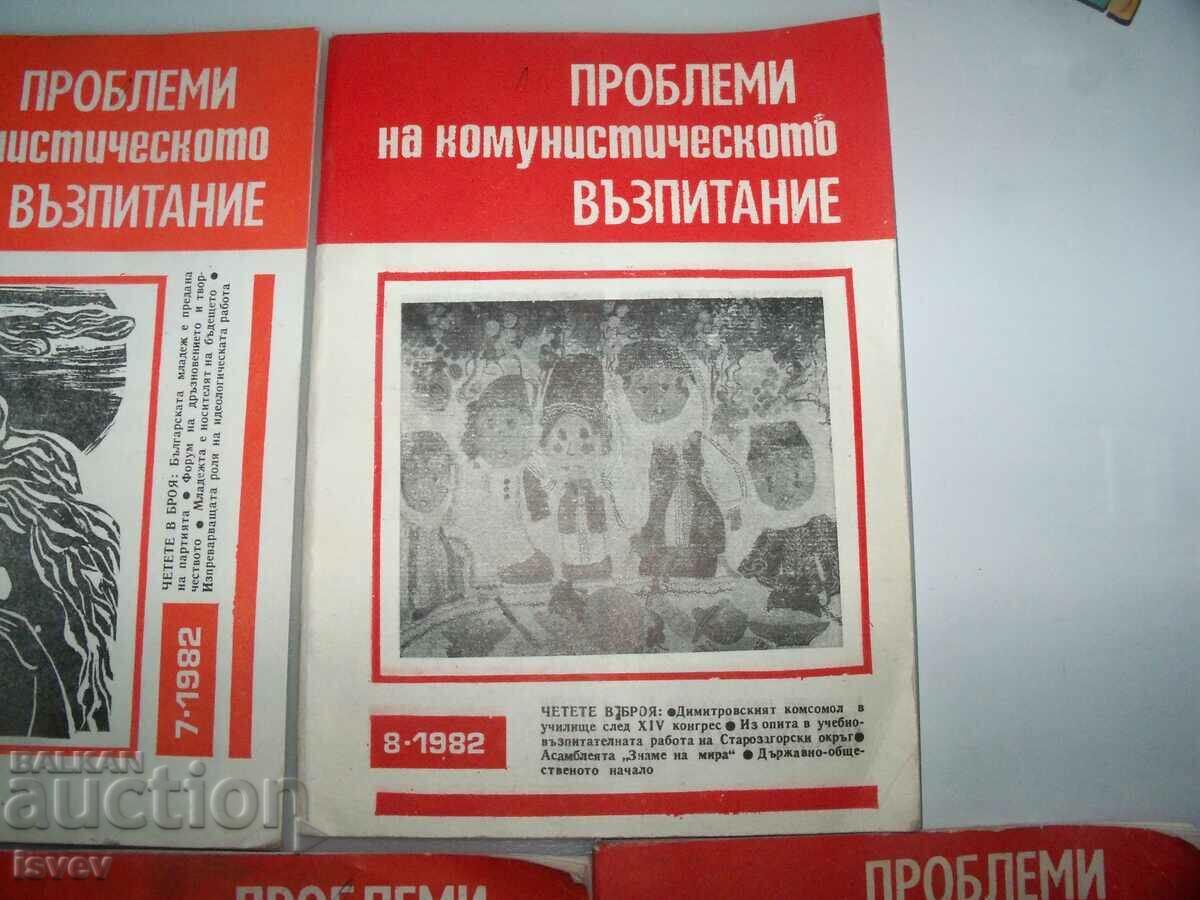 ПРОБЛЕМИ
нистическото
ВЪЗПИТАНИЕ
ЧЕТЕТЕ В БРОЯ: Българската младеж е предана
на партията ● Форум на дръзновението и твор-
чеството ● Младежта е носителят на бъдещето ●
Изпреварващата роля на идеологическата работа
7·1982
ПРОБЛЕМИ
на комунистическото
ВЪЗПИТАНИЕ
ЧЕТЕТЕ В БРОЯ: ●Димитровският комсомол в
училище след XIV конгрес ● Из опита в учебно-
възпитателната работа на Старозагорски окръг●
Асамблеята „Знаме на мира“ ● Държавно-обще-
ственото начало
8·1982
BALKAN
auction
isvev
ПРОБЛЕМИ
ПРОБЛЕМИ